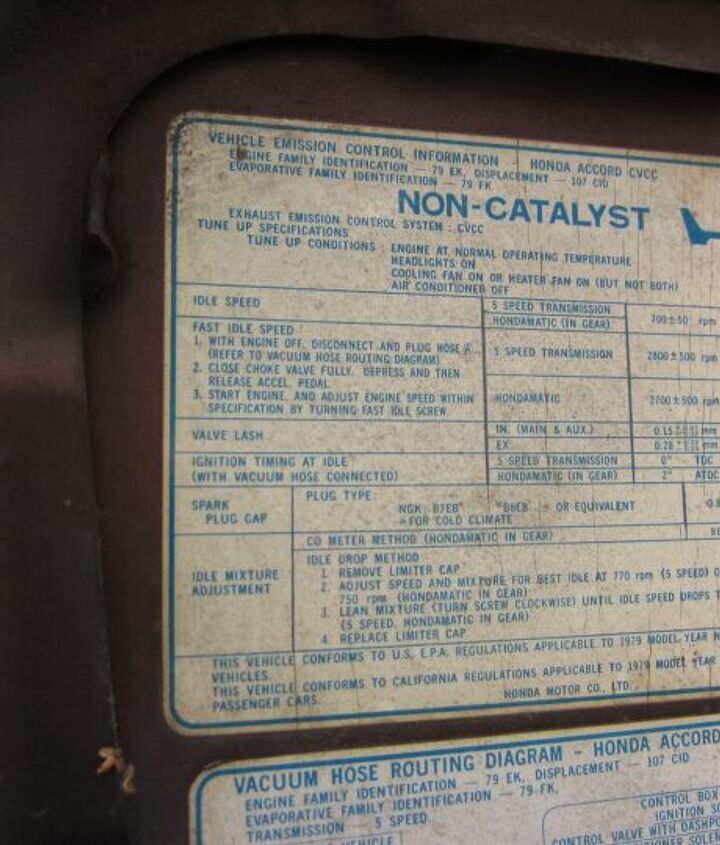 VEHICLE EMISSION CONTROL INFORMATION - HONDA ACCORD CVCC
ENGINE FAMILY IDENTIFICATION — 79 EK, DISPLACEMENT — 107 CID
EVAPORATIVE FAMILY IDENTIFICATION — 79 FK.
NON-CATALYST
EXHAUST EMISSION CONTROL SYSTEM : CVCC
TUNE UP SPECIFICATIONS
TUNE UP CONDITIONS : ENGINE AT NORMAL OPERATING TEMPERATURE
HEADLIGHTS ON
COOLING FAN ON OR HEATER FAN ON (BUT NOT BOTH)
AIR CONDITIONER OFF
IDLE SPEED
5 SPEED TRANSMISSION
HONDAMATIC (IN GEAR)
700±50 rpm
FAST IDLE SPEED
1. WITH ENGINE OFF, DISCONNECT AND PLUG HOSE
(REFER TO VACUUM HOSE ROUTING DIAGRAM)
2. CLOSE CHOKE VALVE FULLY. DEPRESS AND THEN
RELEASE ACCEL. PEDAL
3. START ENGINE, AND ADJUST ENGINE SPEED WITHIN
SPECIFICATION BY TURNING FAST IDLE SCREW
5 SPEED TRANSMISSION
2800±500 rpm
HONDAMATIC
2700±500 rpm
VALVE LASH
IN. (MAIN & AUX.)
0.15 mm
EX.
0.28 mm
IGNITION TIMING AT IDLE
(WITH VACUUM HOSE CONNECTED)
5 SPEED TRANSMISSION
0° TDC
HONDAMATIC (IN GEAR)
2° ATDC
SPARK
PLUG GAP
PLUG TYPE:
NGK B7EB* *B6EB OR EQUIVALENT
*FOR COLD CLIMATE
IDLE MIXTURE
ADJUSTMENT
CO METER METHOD (HONDAMATIC IN GEAR)
IDLE DROP METHOD
1. REMOVE LIMITER CAP
2. ADJUST SPEED AND MIXTURE FOR BEST IDLE AT 770 rpm (5 SPEED)
750 rpm (HONDAMATIC IN GEAR)
3. LEAN MIXTURE (TURN SCREW CLOCKWISE) UNTIL IDLE SPEED DROPS
(5 SPEED, HONDAMATIC IN GEAR)
4. REPLACE LIMITER CAP
THIS VEHICLE CONFORMS TO U.S. E.P.A. REGULATIONS APPLICABLE TO 1979 MODEL YEAR
VEHICLES.
THIS VEHICLE CONFORMS TO CALIFORNIA REGULATIONS APPLICABLE TO 1979 MODEL YEAR
PASSENGER CARS.
HONDA MOTOR CO., LTD.
VACUUM HOSE ROUTING DIAGRAM - HONDA ACCORD
ENGINE FAMILY IDENTIFICATION — 79 EK, DISPLACEMENT — 107 CID
EVAPORATIVE FAMILY IDENTIFICATION — 79 FK.
TRANSMISSION — 5 SPEED.
CONTROL BOX
IGNITION
CONTROL VALVE WITH
VEHICLE